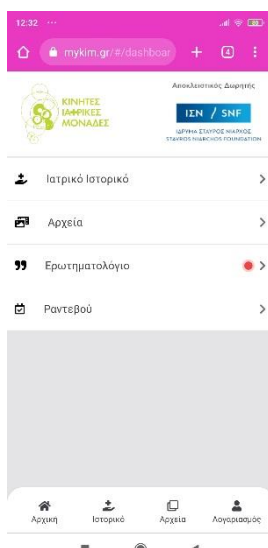 12:32
mykim.gr/#/dashboar
4
ΚΙΝΗΤΕΣ
ΙΑΤΡΙΚΕΣ
ΜΟΝΑΔΕΣ
Αποκλειστικός Δωρητής
ΙΣΝ / SNF
ΙΔΡΥΜΑ ΣΤΑΥΡΟΣ ΝΙΑΡΧΟΣ
STAVROS NIARCHOS FOUNDATION
Ιατρικό Ιστορικό
Αρχεία
Ερωτηματολόγιο
Ραντεβού
Αρχική
Ιστορικό
Αρχεία
Λογαριασμός